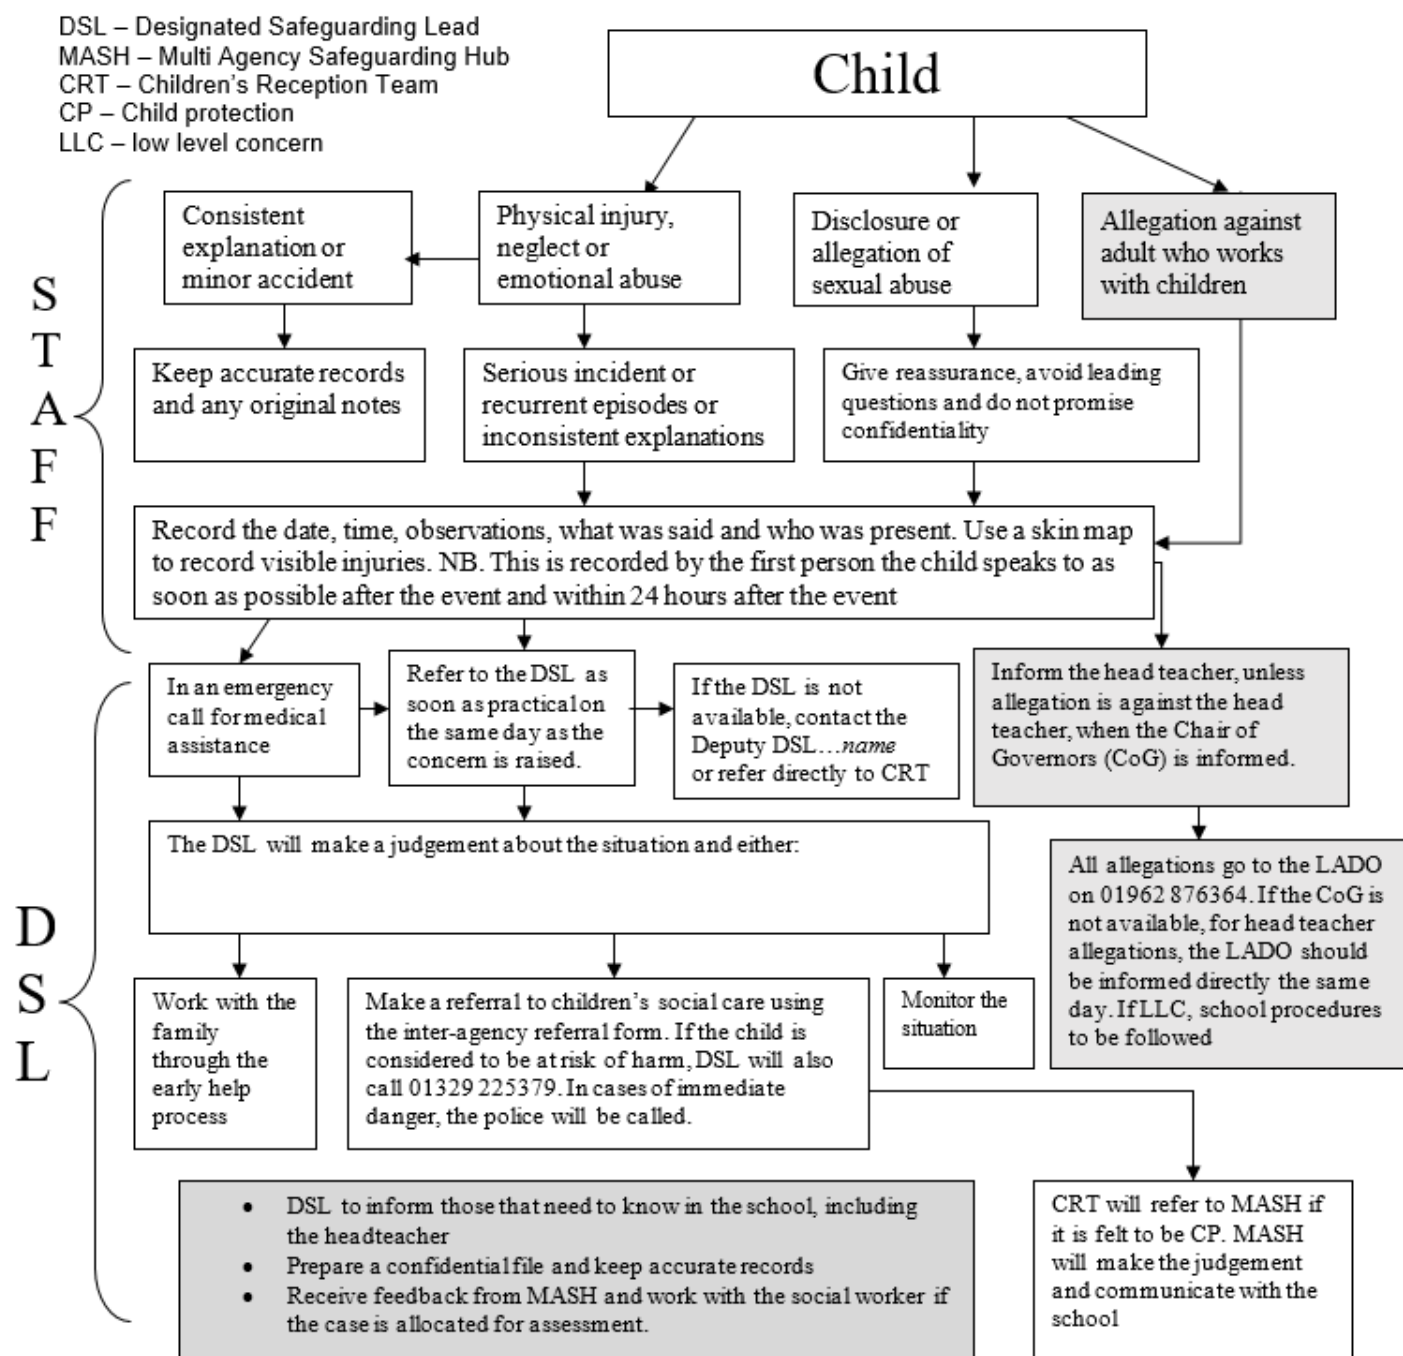 DSL – Designated Safeguarding Lead
MASH – Multi Agency Safeguarding Hub
CRT – Children's Reception Team
CP – Child protection
LLC – low level concern
Child
STAFF
Consistent
explanation or
minor accident
Physical injury,
neglect or
emotional abuse
Disclosure or
allegation of
sexual abuse
Allegation against
adult who works
with children
Keep accurate records
and any original notes
Serious incident or
recurrent episodes or
inconsistent explanations
Give reassurance, avoid leading
questions and do not promise
confidentiality
Record the date, time, observations, what was said and who was present. Use a skin map
to record visible injuries. NB. This is recorded by the first person the child speaks to as
soon as possible after the event and within 24 hours after the event
DSL
In an emergency
call for medical
assistance
Refer to the DSL as
soon as practical on
the same day as the
concern is raised.
If the DSL is not
available, contact the
Deputy DSL…name
or refer directly to CRT
Inform the head teacher, unless
allegation is against the head
teacher, when the Chair of
Governors (CoG) is informed.
The DSL will make a judgement about the situation and either:
All allegations go to the LADO
on 01962 876364. If the CoG is
not available, for head teacher
allegations, the LADO should
be informed directly the same
day. If LLC, school procedures
to be followed
Work with the
family
through the
early help
process
Make a referral to children's social care using
the inter-agency referral form. If the child is
considered to be at risk of harm, DSL will also
call 01329 225379. In cases of immediate
danger, the police will be called.
Monitor the
situation
• DSL to inform those that need to know in the school, including
the headteacher
• Prepare a confidential file and keep accurate records
• Receive feedback from MASH and work with the social worker if
the case is allocated for assessment.
CRT will refer to MASH if
it is felt to be CP. MASH
will make the judgement
and communicate with the
school